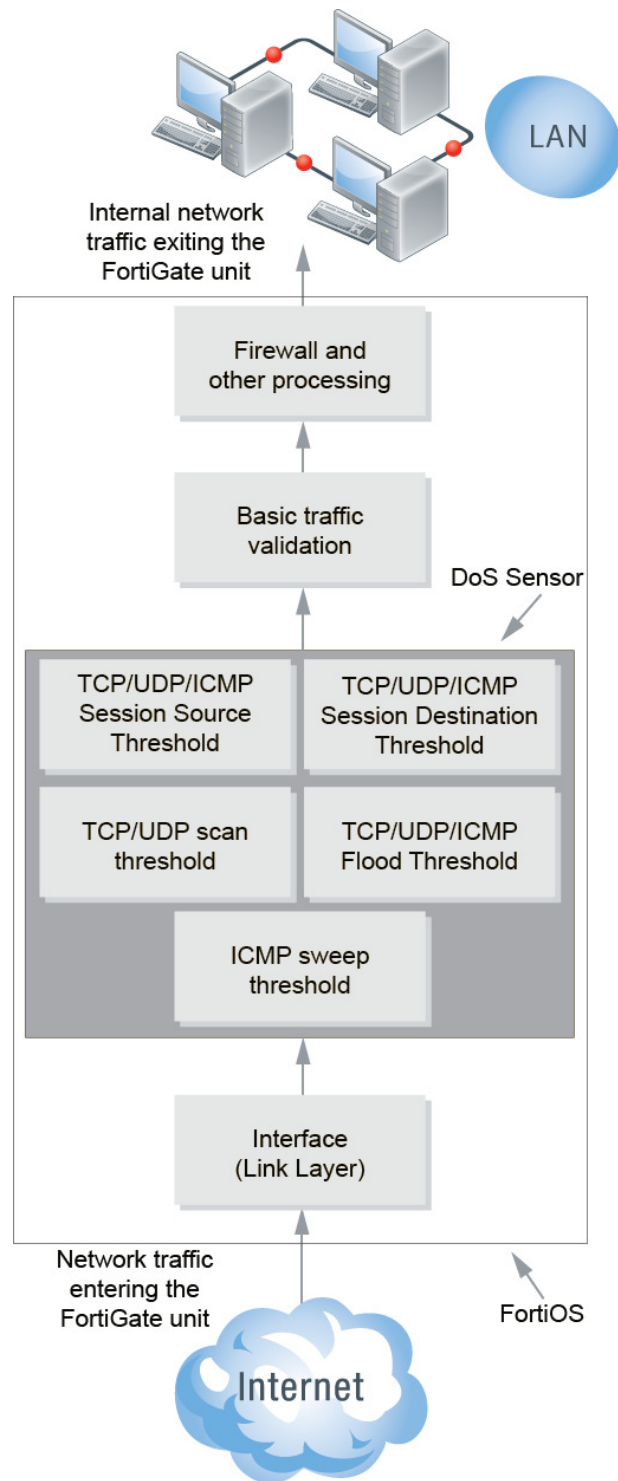 LAN
Internal network
traffic exiting the
FortiGate unit
Firewall and
other processing
Basic traffic
validation
DoS Sensor
TCP/UDP/ICMP
Session Source
Threshold
TCP/UDP/ICMP
Session Destination
Threshold
TCP/UDP scan
threshold
TCP/UDP/ICMP
Flood Threshold
ICMP sweep
threshold
Interface
(Link Layer)
Network traffic
entering the
FortiGate unit
FortiOS
Internet